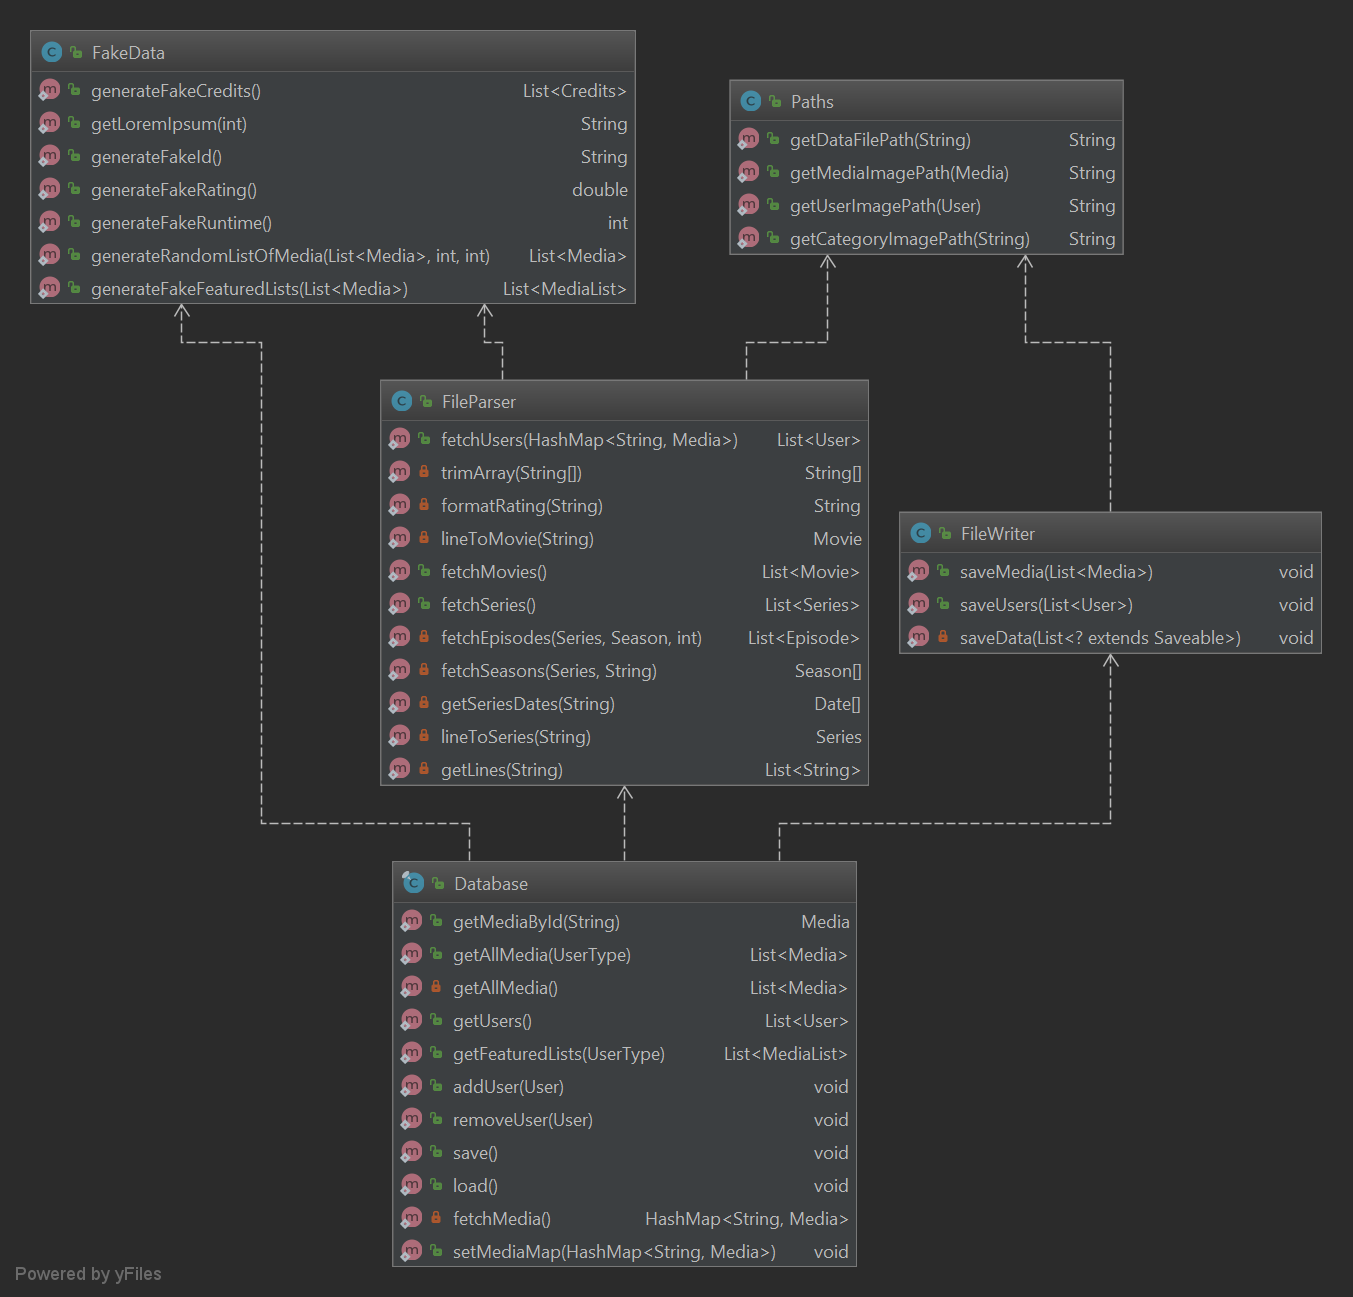 FakeData
generateFakeCredits() List<Credits>
getLoremIpsum(int) String
generateFakeId() String
generateFakeRating() double
generateFakeRuntime() int
generateRandomListOfMedia(List<Media>, int, int) List<Media>
generateFakeFeaturedLists(List<Media>) List<MediaList>
Paths
getDataFilePath(String) String
getMediaImagePath(Media) String
getUserImagePath(User) String
getCategoryImagePath(String) String
FileParser
fetchUsers(HashMap<String, Media>) List<User>
trimArray(String[]) String[]
formatRating(String) String
lineToMovie(String) Movie
fetchMovies() List<Movie>
fetchSeries() List<Series>
fetchEpisodes(Series, Season, int) List<Episode>
fetchSeasons(Series, String) Season[]
getSeriesDates(String) Date[]
lineToSeries(String) Series
getLines(String) List<String>
FileWriter
saveMedia(List<Media>) void
saveUsers(List<User>) void
saveData(List<? extends Saveable>) void
Database
getMediaById(String) Media
getAllMedia(UserType) List<Media>
getAllMedia() List<Media>
getUsers() List<User>
getFeaturedLists(UserType) List<MediaList>
addUser(User) void
removeUser(User) void
save() void
load() void
fetchMedia() HashMap<String, Media>
setMediaMap(HashMap<String, Media>) void
Powered by yFiles